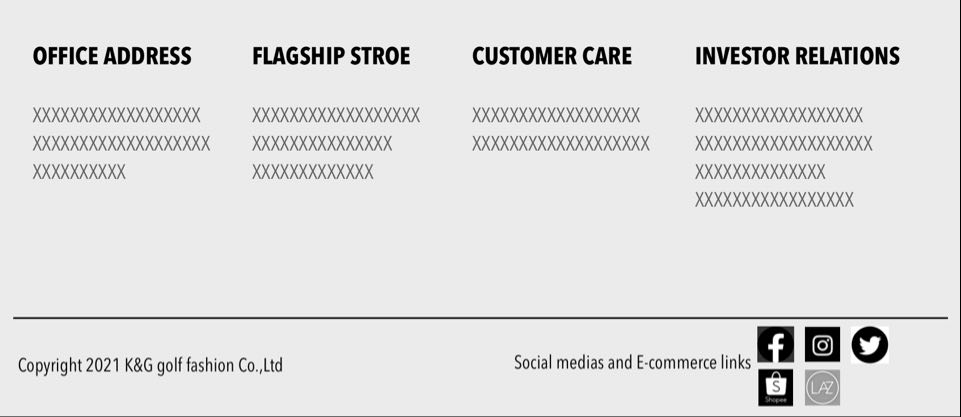 OFFICE ADDRESS
XXXXXXXXXXXXXXXXXX
XXXXXXXXXXXXXXXXXXX
XXXXXXXXXX
FLAGSHIP STROE
XXXXXXXXXXXXXXXXXX
XXXXXXXXXXXXXXX
XXXXXXXXXXXXX
CUSTOMER CARE
XXXXXXXXXXXXXXXXXX
XXXXXXXXXXXXXXXXXXX
INVESTOR RELATIONS
XXXXXXXXXXXXXXXXXX
XXXXXXXXXXXXXXXXXXX
XXXXXXXXXXXXXX
XXXXXXXXXXXXXXXXX
Copyright 2021 K&G golf fashion Co.,Ltd
Social medias and E-commerce links
Shopee
LAZ